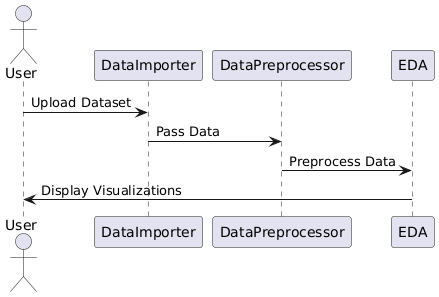 User
DataImporter
DataPreprocessor
EDA
Upload Dataset
Pass Data
Preprocess Data
Display Visualizations
User
DataImporter
DataPreprocessor
EDA